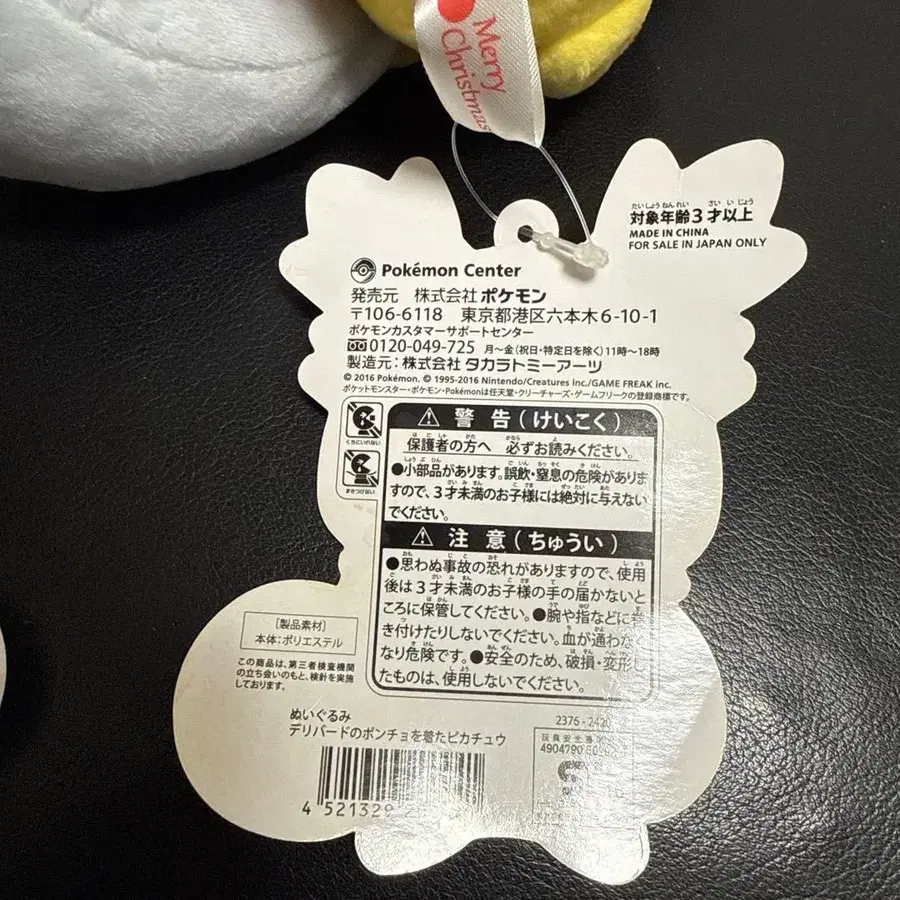 Merry
Christmas
対象年齢3才以上
MADE IN CHINA
FOR SALE IN JAPAN ONLY
Pokémon Center
発売元 株式会社ポケモン
〒106-6118 東京都港区六本木6-10-1
ポケモンカスタマーサポートセンター
0120-049-725 月~金(祝日・特定日を除く)11時~18時
製造元:株式会社 タカラトミーアーツ
© 2016 Pokémon. © 1995-2016 Nintendo/Creatures Inc./GAME FREAK inc.
ポケットモンスター・ポケモン・Pokémonは任天堂・クリーチャーズ・ゲームフリークの登録商標です。
くちにいれない
まきつけない
⚠ 警告(けいこく)
保護者の方へ 必ずお読みください。
●小部品があります。誤飲・窒息の危険がありま
すので、3才未満のお子様には絶対に与えない
でください。
⚠ 注意(ちゅうい)
●思わぬ事故の恐れがありますので、使用
後は3才未満のお子様の手の届かないと
ころに保管してください。●腕や指などに巻
き付けたりしないでください。血が通わなく
なり危険です。●安全のため、破損・変形し
たものは、使用しないでください。
[製品素材]
本体:ポリエステル
この商品は、第三者検査機関
の立ち会いのもと、検針を実施
しております。
ぬいぐるみ
デリバードのポンチョを着たピカチュウ
4 521329
2376-2420
玩具安全
4904790